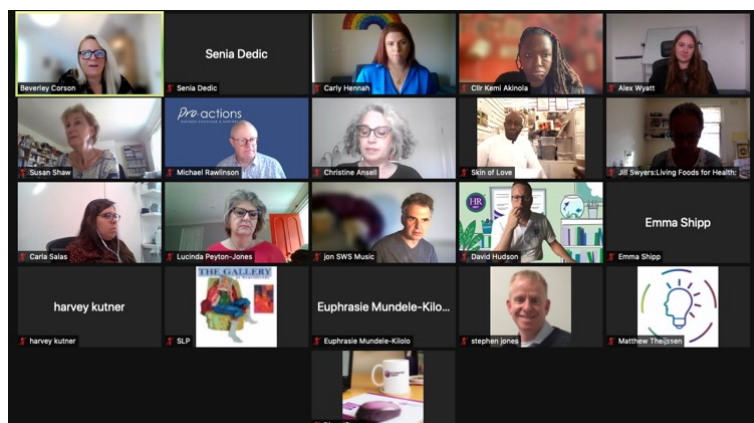 Beverley Corson
Senia Dedic
Senia Dedic
Carly Hennah
Cllr Kemi Akinola
Alex Wyatt
Susan Shaw
Pro actions
Michael Rawlinson
Christine Ansell
Skin of Love
Jill Swyers:Living Foods for Health:
Carla Salas
Lucinda Peyton-Jones
jon SWS Music
HR
David Hudson
Emma Shipp
Emma Shipp
harvey kutner
harvey kutner
THE GALLERY
SLP
Euphrasie Mundele-Kilo...
Euphrasie Mundele-Kilolo
stephen jones
Matthew Theijssen